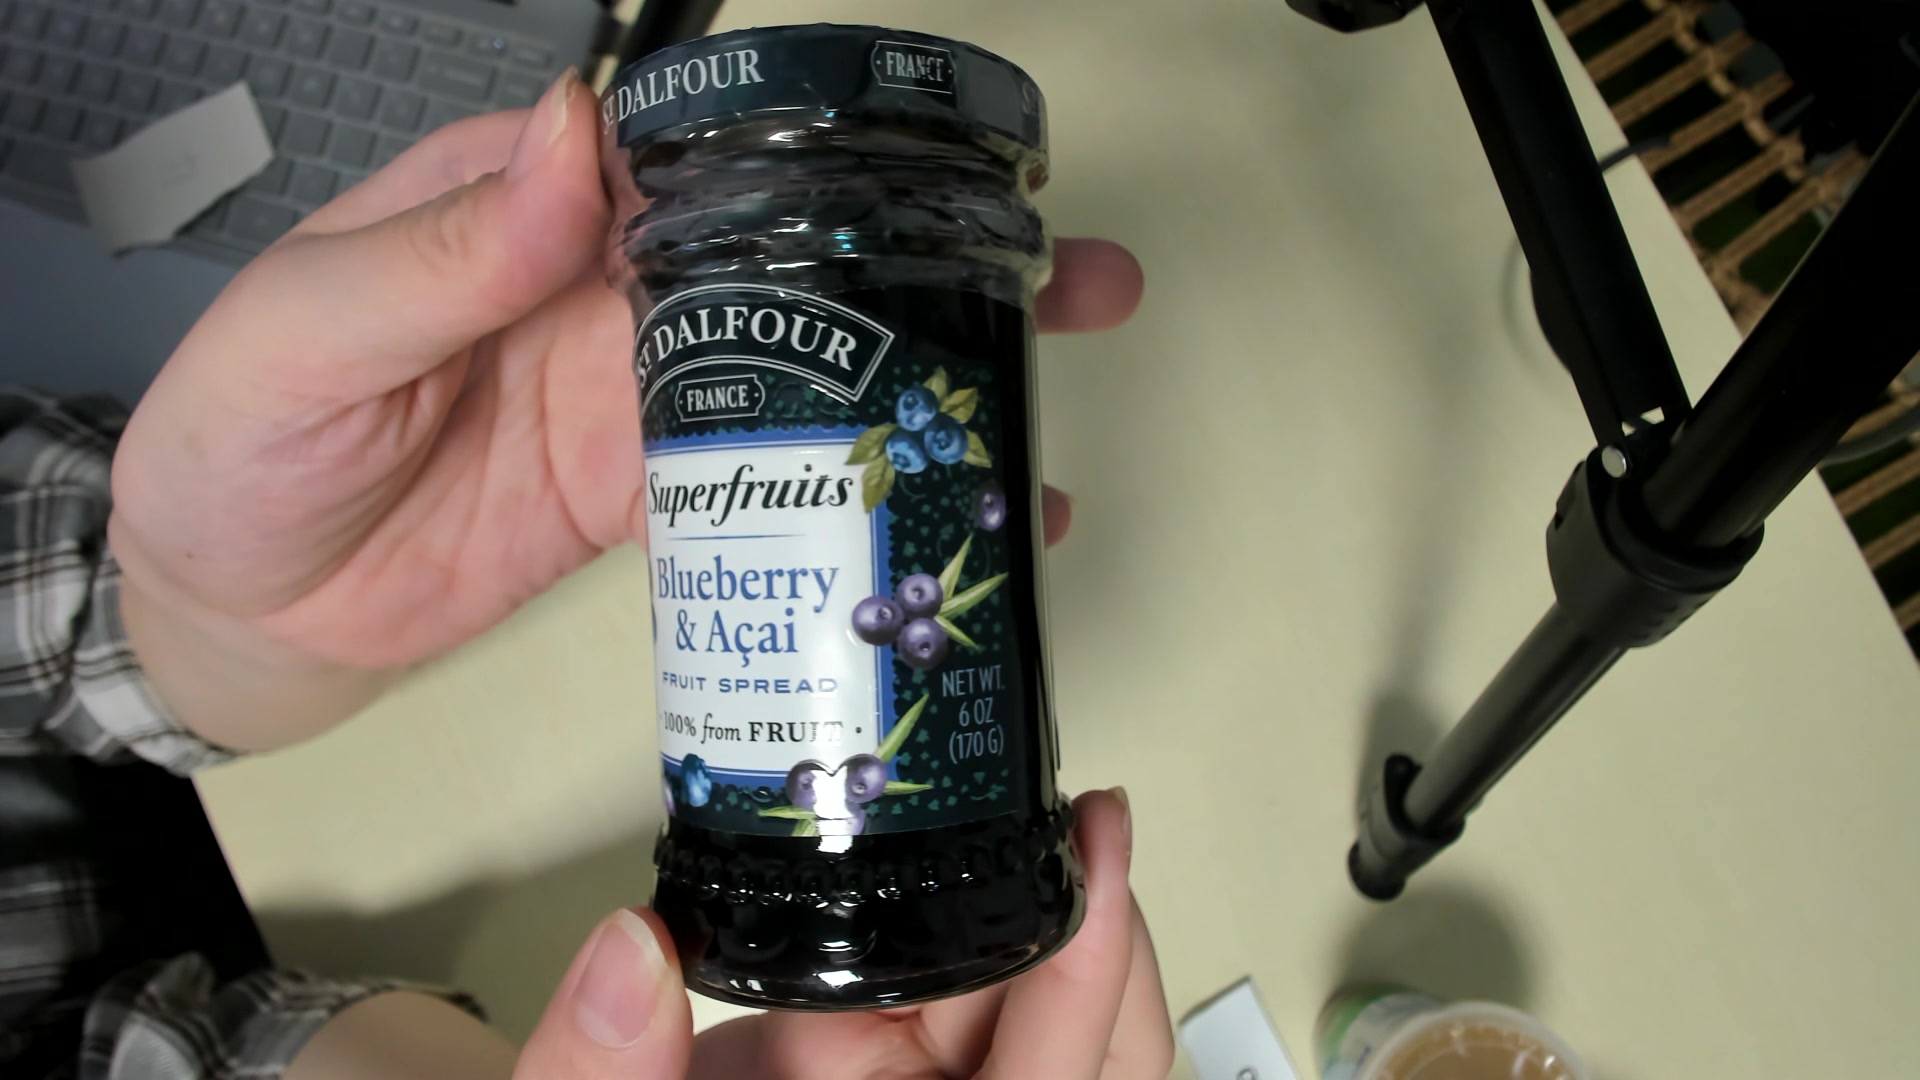 ST DALFOUR
·FRANCE·
ST DALFOUR
·FRANCE·
Superfruits
Blueberry
& Açai
FRUIT SPREAD
100% from FRUIT ·
NET WT.
6 OZ
(170 G)